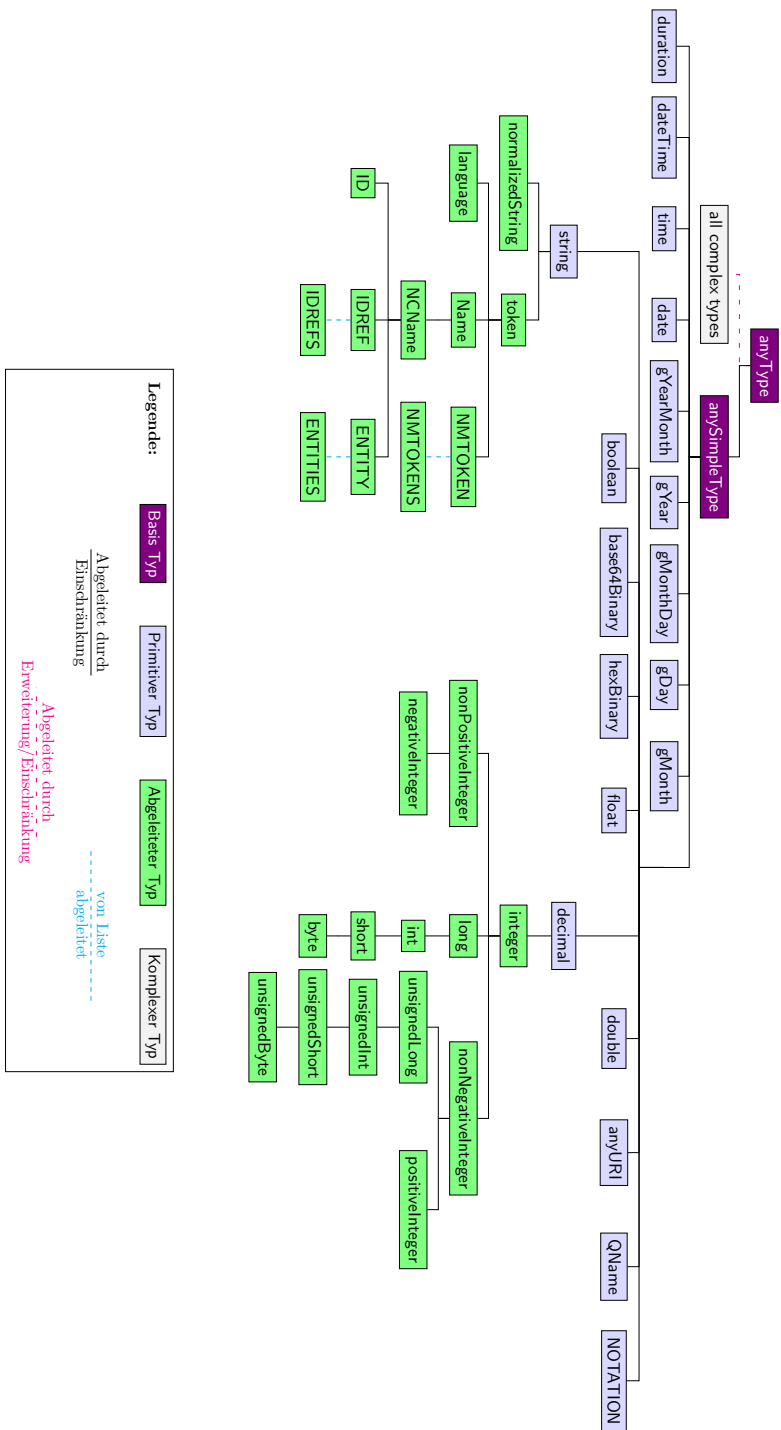 anyType
all complex types
anySimpleType
duration
dateTime
time
date
gYearMonth
gYear
gMonthDay
gDay
gMonth
boolean
base64Binary
hexBinary
float
double
anyURI
QName
NOTATION
string
decimal
normalizedString
token
integer
language
Name
NMTOKEN
nonPositiveInteger
long
nonNegativeInteger
NCName
NMTOKENS
negativeInteger
int
unsignedLong
positiveInteger
ID
IDREF
ENTITY
short
unsignedInt
IDREFS
ENTITIES
byte
unsignedShort
unsignedByte
Legende:
Basis Typ
Primitiver Typ
Abgeleiteter Typ
Komplexer Typ
Abgeleitet durch
Einschränkung
von Liste
abgeleitet
Abgeleitet durch
Erweiterung/Einschränkung